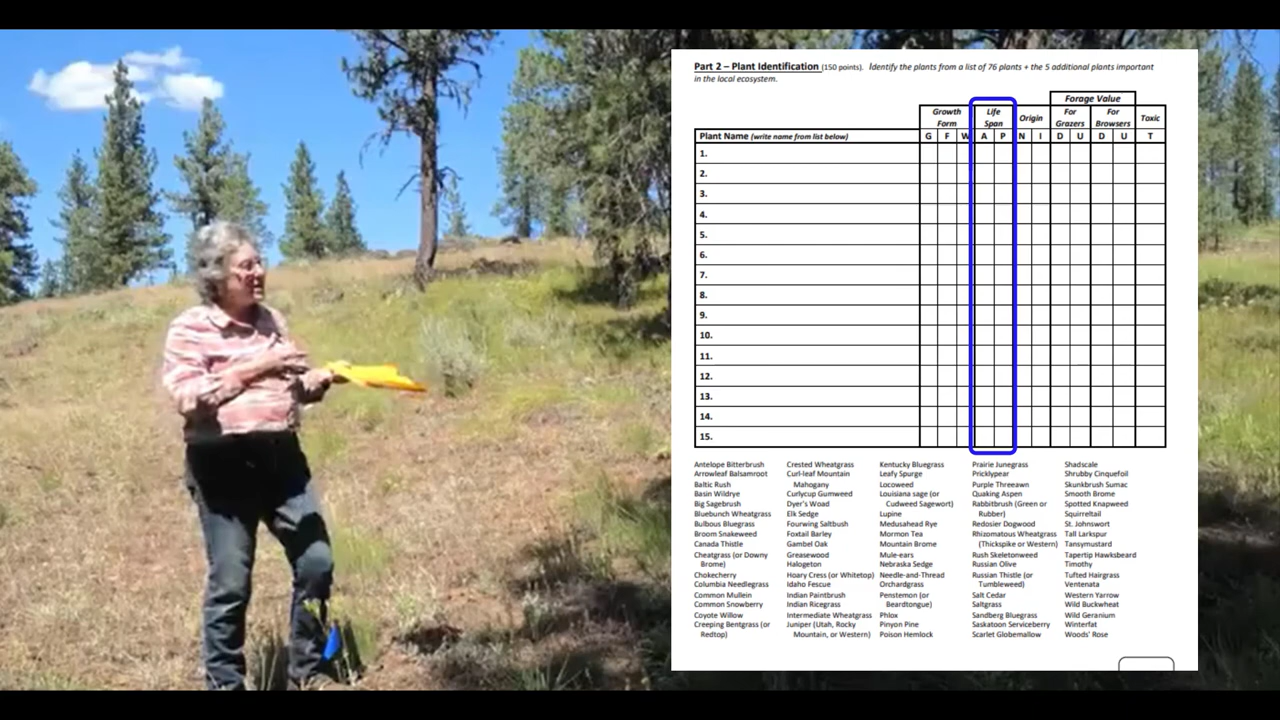 Part 2 – Plant Identification (150 points). Identify the plants from a list of 76 plants + the 5 additional plants important
in the local ecosystem.
Forage Value
Growth Form Life Span Origin For Grazers For Browsers Toxic
Plant Name (write name from list below) G F W A P N I D U D U T
1.
2.
3.
4.
5.
6.
7.
8.
9.
10.
11.
12.
13.
14.
15.
Antelope Bitterbrush
Arrowleaf Balsamroot
Baltic Rush
Basin Wildrye
Big Sagebrush
Bluebunch Wheatgrass
Bulbous Bluegrass
Broom Snakeweed
Canada Thistle
Cheatgrass (or Downy
Brome)
Chokecherry
Columbia Needlegrass
Common Mullein
Common Snowberry
Coyote Willow
Creeping Bentgrass (or
Redtop)
Crested Wheatgrass
Curl-leaf Mountain
Mahogany
Curlycup Gumweed
Dyer's Woad
Elk Sedge
Fourwing Saltbush
Foxtail Barley
Gambel Oak
Greasewood
Halogeton
Hoary Cress (or Whitetop)
Idaho Fescue
Indian Paintbrush
Indian Ricegrass
Intermediate Wheatgrass
Juniper (Utah, Rocky
Mountain, or Western)
Kentucky Bluegrass
Leafy Spurge
Locoweed
Louisiana sage (or
Cudweed Sagewort)
Lupine
Medusahead Rye
Mormon Tea
Mountain Brome
Mule-ears
Nebraska Sedge
Needle-and-Thread
Orchardgrass
Penstemon (or
Beardtongue)
Phlox
Pinyon Pine
Poison Hemlock
Prairie Junegrass
Pricklypear
Purple Threeawn
Quaking Aspen
Rabbitbrush (Green or
Rubber)
Redosier Dogwood
Rhizomatous Wheatgrass
(Thickspike or Western)
Rush Skeletonweed
Russian Olive
Russian Thistle (or
Tumbleweed)
Salt Cedar
Saltgrass
Sandberg Bluegrass
Saskatoon Serviceberry
Scarlet Globemallow
Shadscale
Shrubby Cinquefoil
Skunkbrush Sumac
Smooth Brome
Spotted Knapweed
Squirreltail
St. Johnswort
Tall Larkspur
Tansymustard
Tapertip Hawksbeard
Timothy
Tufted Hairgrass
Ventenata
Western Yarrow
Wild Buckwheat
Wild Geranium
Winterfat
Woods' Rose